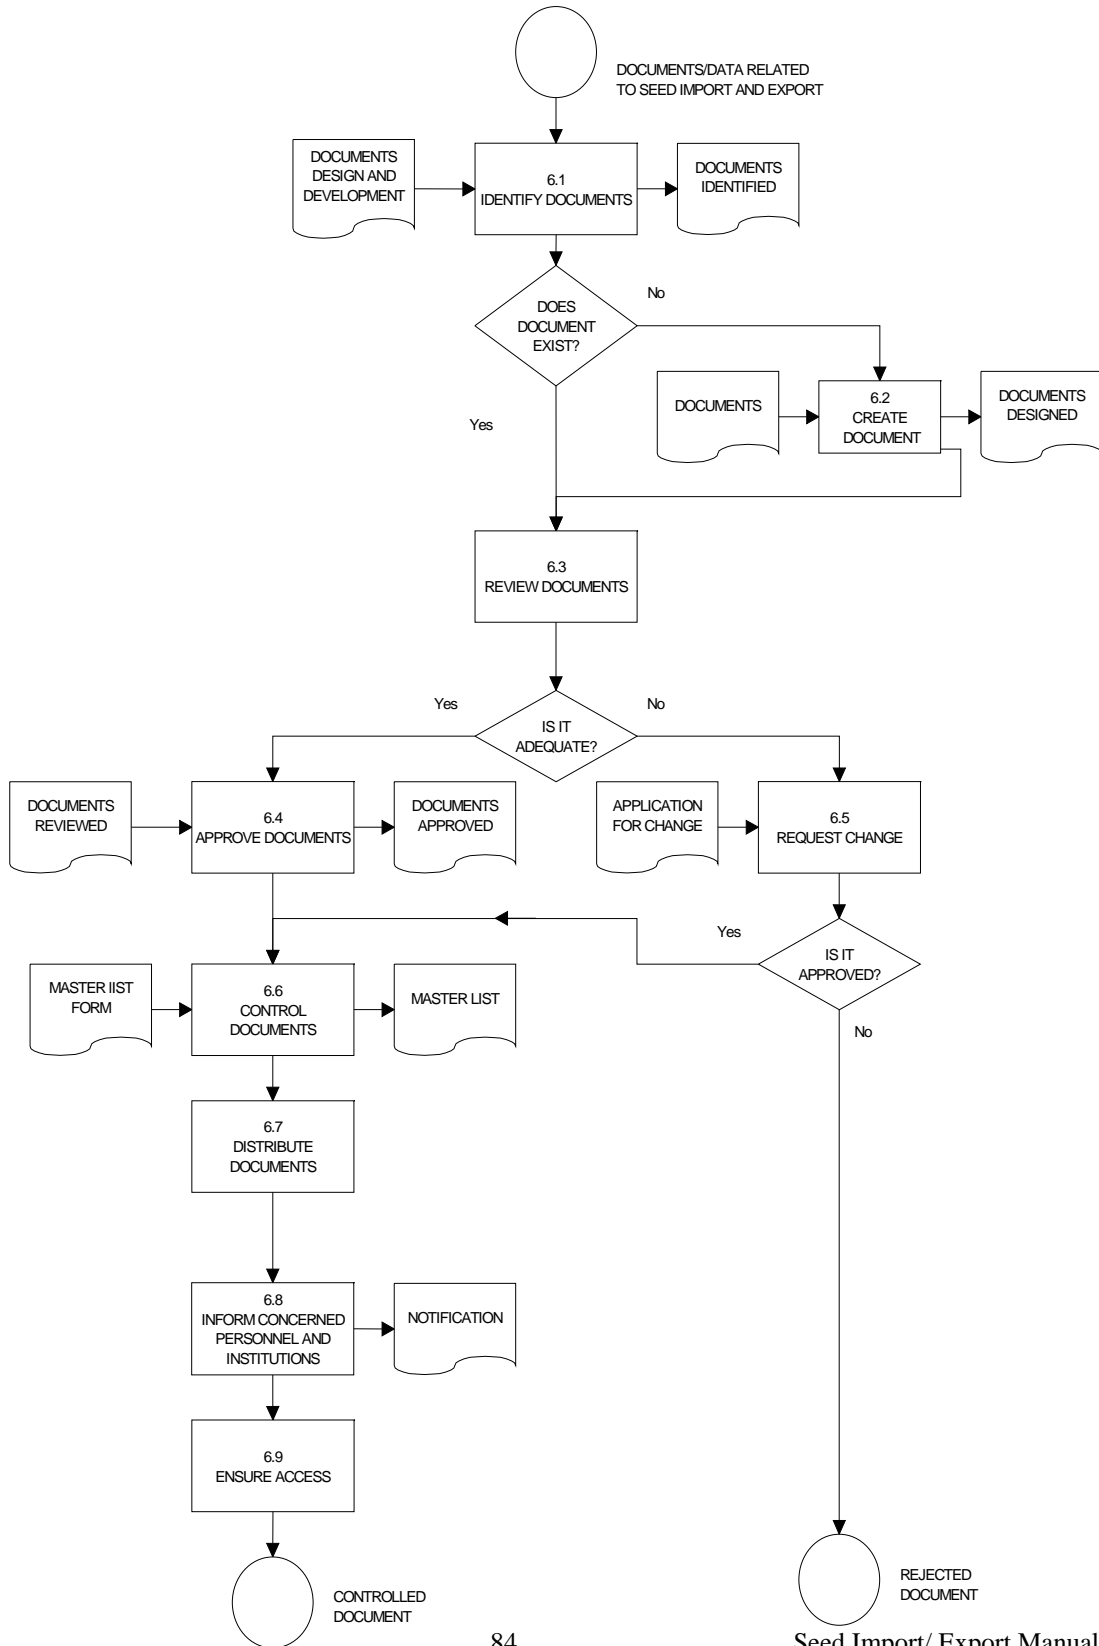 DOCUMENTS/DATA RELATED
TO SEED IMPORT AND EXPORT
DOCUMENTS
DESIGN AND
DEVELOPMENT
6.1
IDENTIFY DOCUMENTS
DOCUMENTS
IDENTIFIED
DOES
DOCUMENT
EXIST?
No
Yes
DOCUMENTS
6.2
CREATE
DOCUMENT
DOCUMENTS
DESIGNED
6.3
REVIEW DOCUMENTS
Yes
IS IT
ADEQUATE?
No
DOCUMENTS
REVIEWED
6.4
APPROVE DOCUMENTS
DOCUMENTS
APPROVED
APPLICATION
FOR CHANGE
6.5
REQUEST CHANGE
Yes
IS IT
APPROVED?
No
MASTER lIST
FORM
6.6
CONTROL
DOCUMENTS
MASTER LIST
6.7
DISTRIBUTE
DOCUMENTS
6.8
INFORM CONCERNED
PERSONNEL AND
INSTITUTIONS
NOTIFICATION
6.9
ENSURE ACCESS
CONTROLLED
DOCUMENT
REJECTED
DOCUMENT
84
Seed Import/ Export Manual